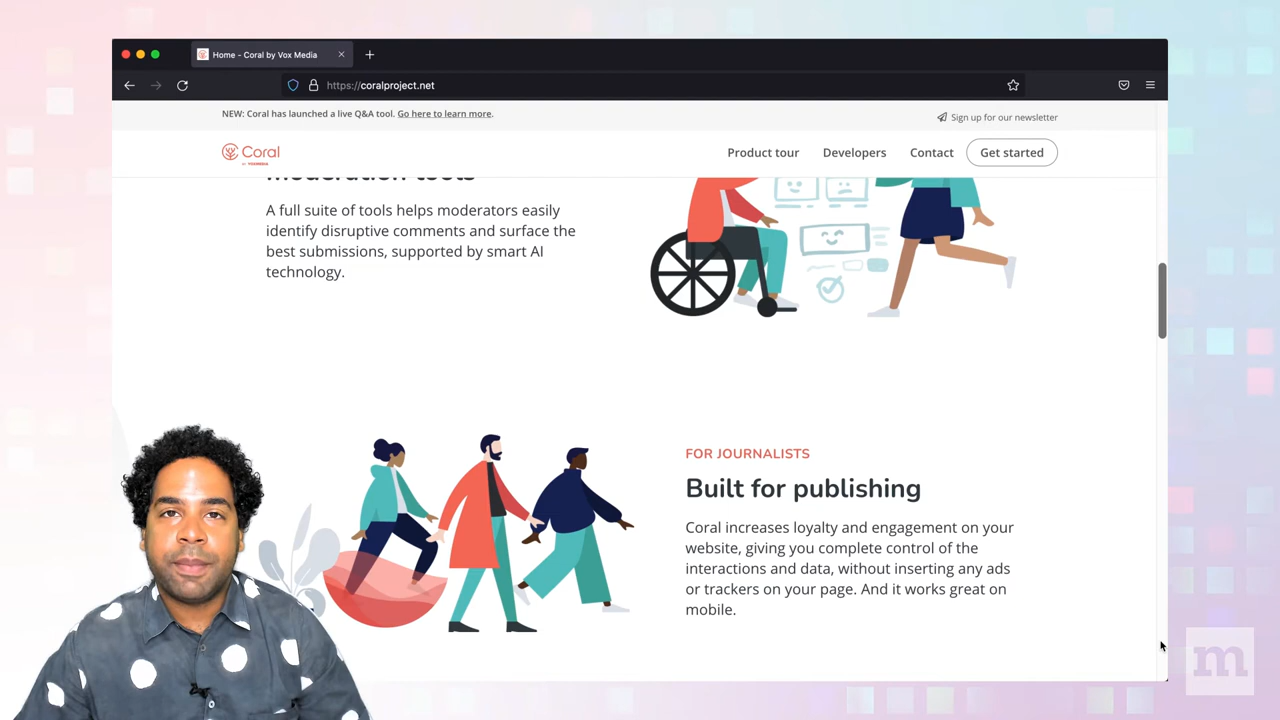 Home - Coral by Vox Media
https://coralproject.net
NEW: Coral has launched a live Q&A tool. Go here to learn more.
Sign up for our newsletter
Coral
Product tour
Developers
Contact
Get started
moderation tools
A full suite of tools helps moderators easily
identify disruptive comments and surface the
best submissions, supported by smart AI
technology.
FOR JOURNALISTS
Built for publishing
Coral increases loyalty and engagement on your
website, giving you complete control of the
interactions and data, without inserting any ads
or trackers on your page. And it works great on
mobile.
m